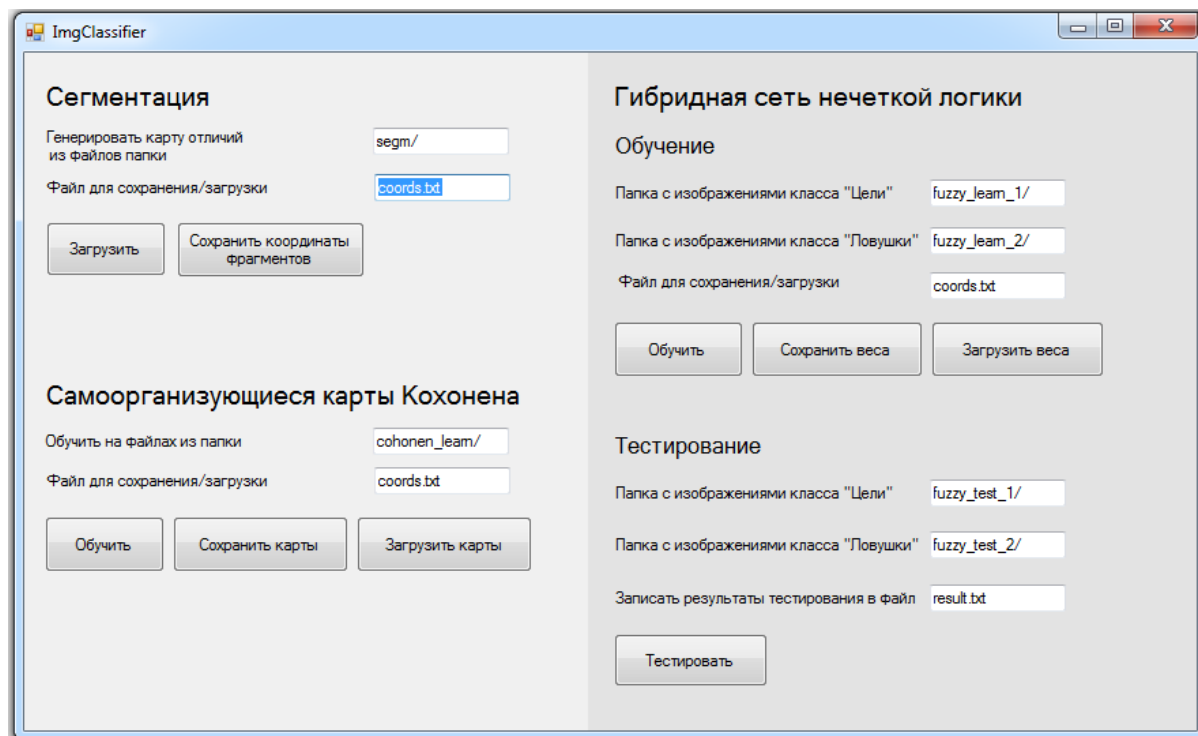 ImgClassifier
Сегментация
Генерировать карту отличий
из файлов папки
segm/
Файл для сохранения/загрузки
coords.txt
Загрузить
Сохранить координаты
фрагментов
Самоорганизующиеся карты Кохонена
Обучить на файлах из папки
cohonen_learn/
Файл для сохранения/загрузки
coords.txt
Обучить
Сохранить карты
Загрузить карты
Гибридная сеть нечеткой логики
Обучение
Папка с изображениями класса "Цели"
fuzzy_learn_1/
Папка с изображениями класса "Ловушки"
fuzzy_learn_2/
Файл для сохранения/загрузки
coords.txt
Обучить
Сохранить веса
Загрузить веса
Тестирование
Папка с изображениями класса "Цели"
fuzzy_test_1/
Папка с изображениями класса "Ловушки"
fuzzy_test_2/
Записать результаты тестирования в файл
result.txt
Тестировать